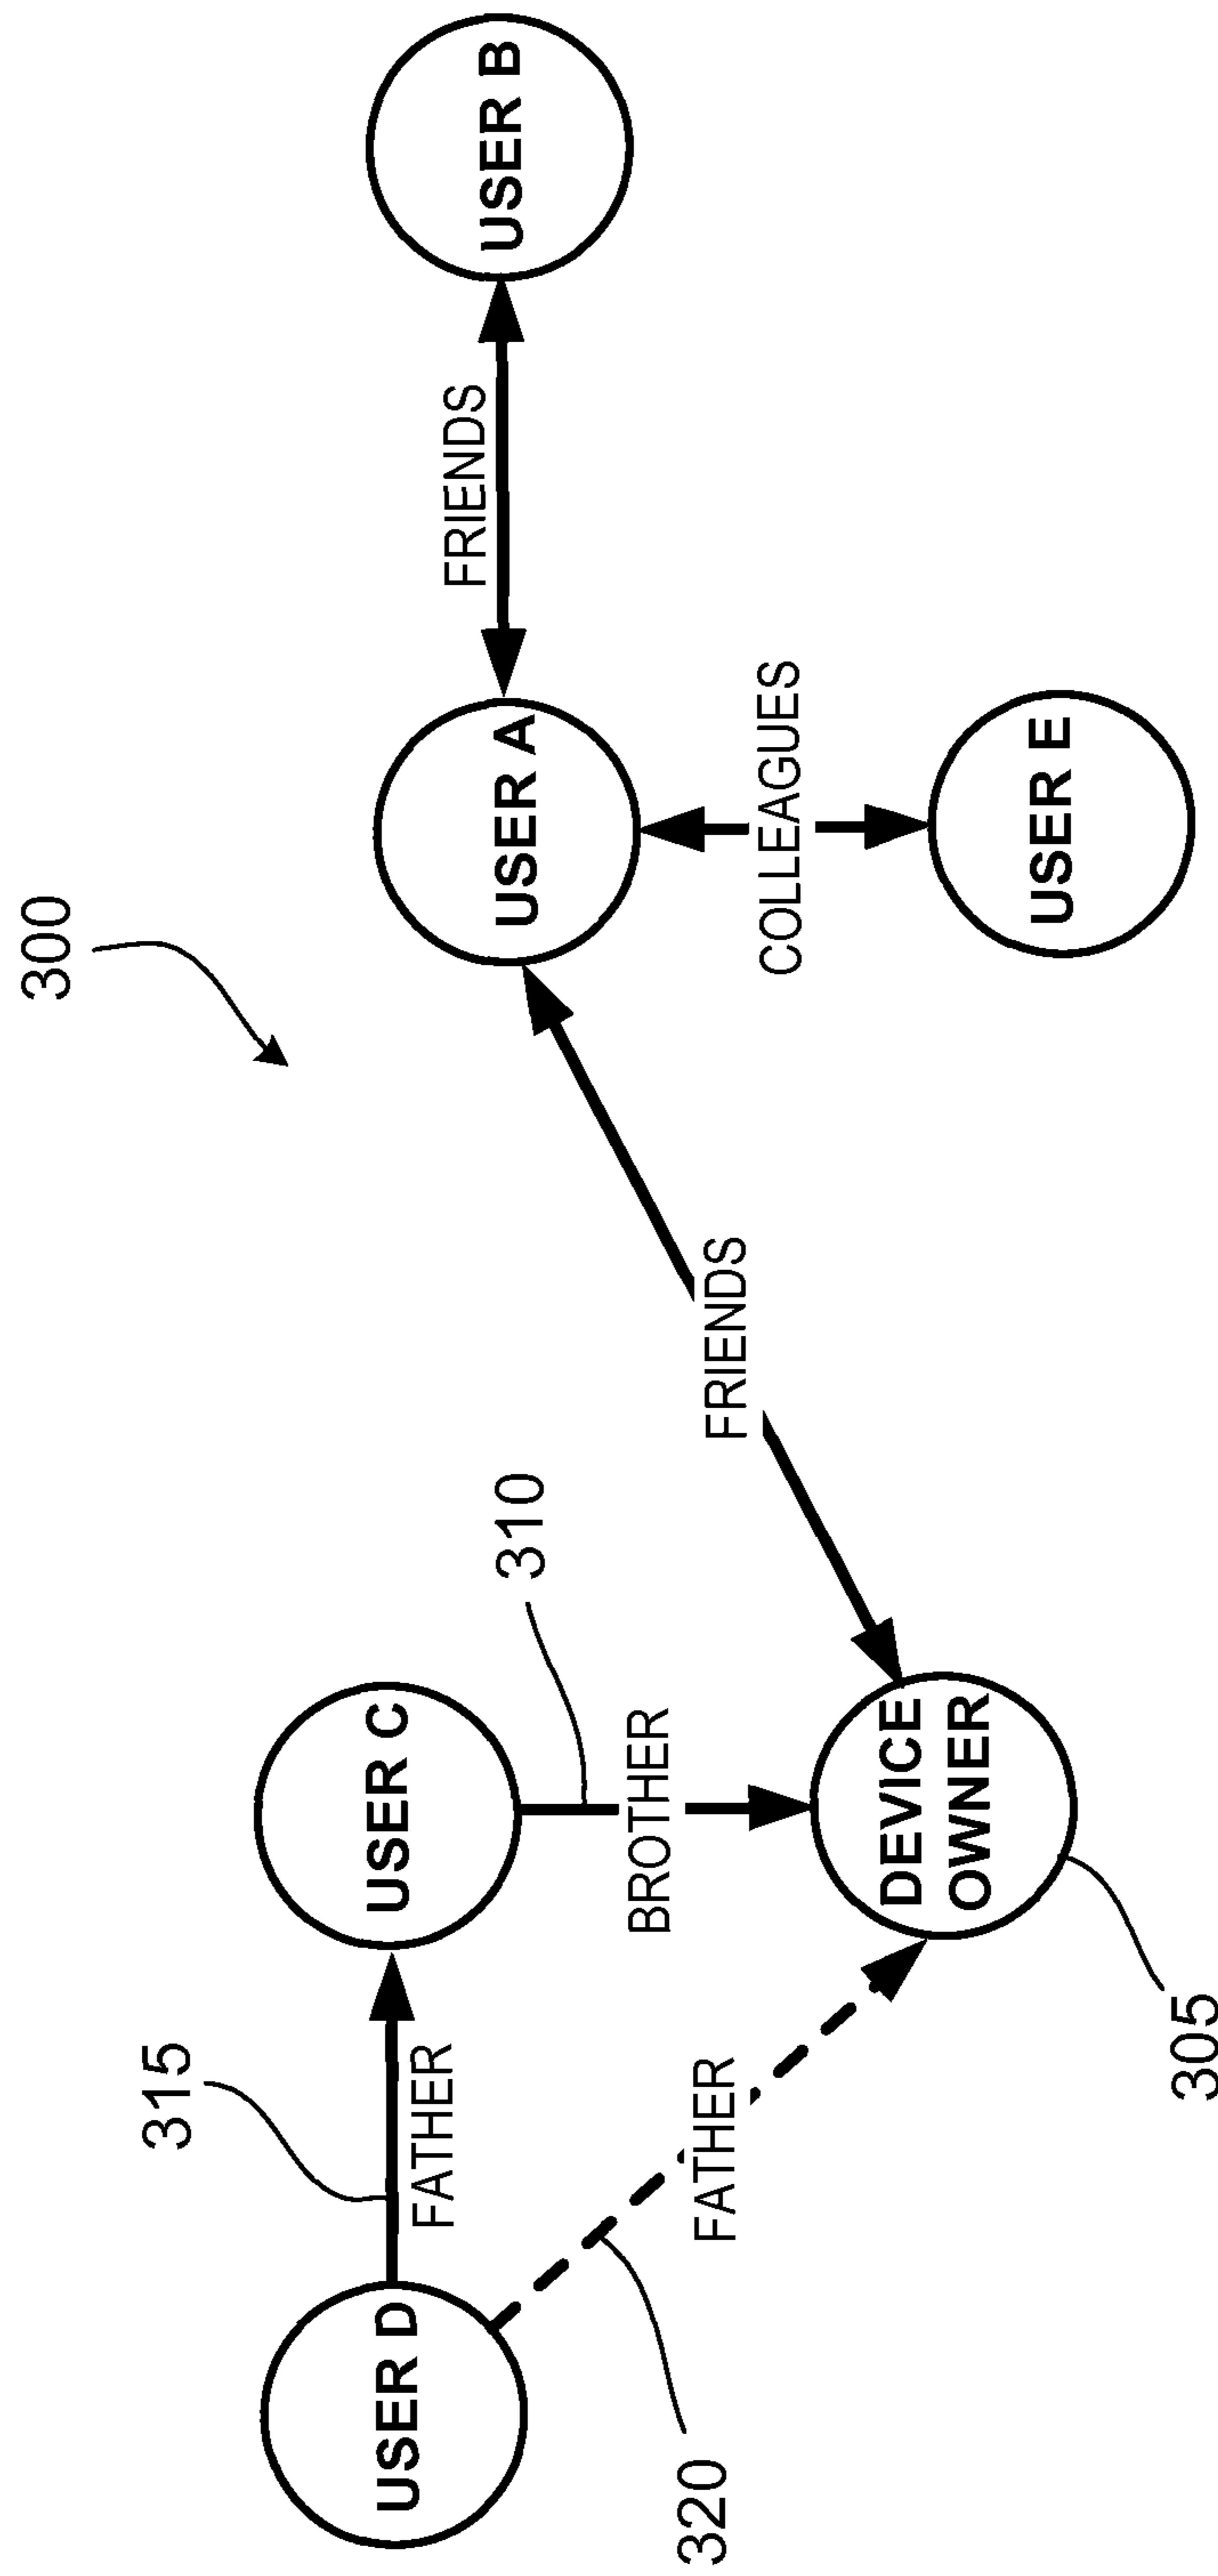 300
315
FATHER
USER D
USER C
310
BROTHER
FATHER
320
DEVICE
OWNER
305
FRIENDS
USER A
FRIENDS
USER B
COLLEAGUES
USER E